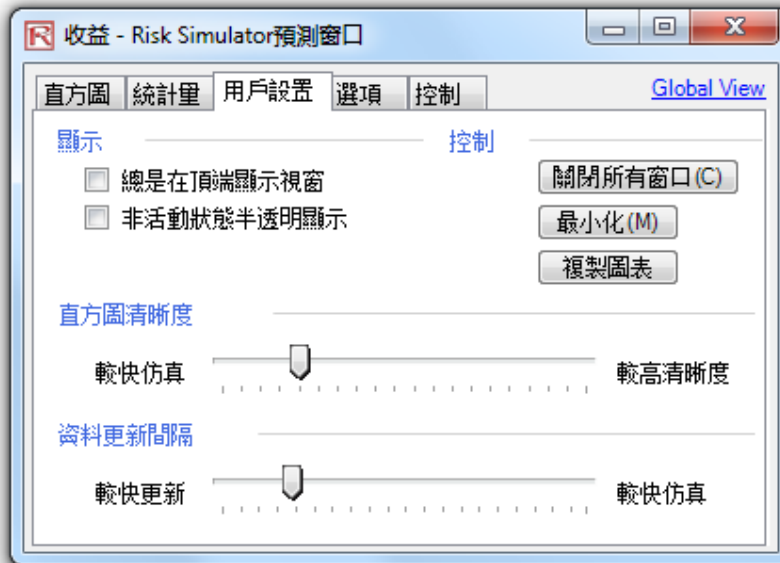 收益 - Risk Simulator預測窗口
直方圖 統計量 用戶設置 選項 控制 Global View
顯示 控制
總是在頂端顯示視窗 關閉所有窗口(C)
非活動狀態半透明顯示 最小化(M)
複製圖表
直方圖清晰度
較快仿真 較高清晰度
資料更新間隔
較快更新 較快仿真